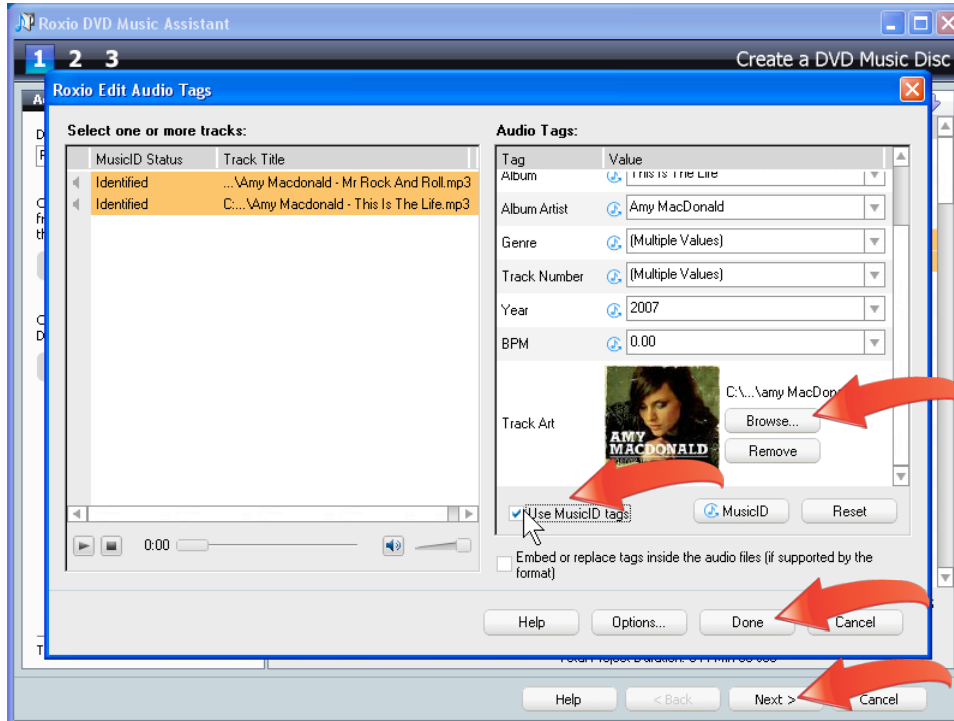 Roxio DVD Music Assistant
1 2 3
Create a DVD Music Disc
Roxio Edit Audio Tags
Select one or more tracks:
MusicID Status Track Title
Identified ...\Amy Macdonald - Mr Rock And Roll.mp3
Identified C:...\Amy Macdonald - This Is The Life.mp3
0:00
Audio Tags:
Tag Value
Album This Is The Life
Album Artist Amy MacDonald
Genre (Multiple Values)
Track Number (Multiple Values)
Year 2007
BPM 0.00
Track Art
AMY
MACDONALD
C:\...\amy MacDon
Browse...
Remove
Use MusicID tags
MusicID Reset
Embed or replace tags inside the audio files (if supported by the
format)
Help Options... Done Cancel
Help < Back Next > Cancel